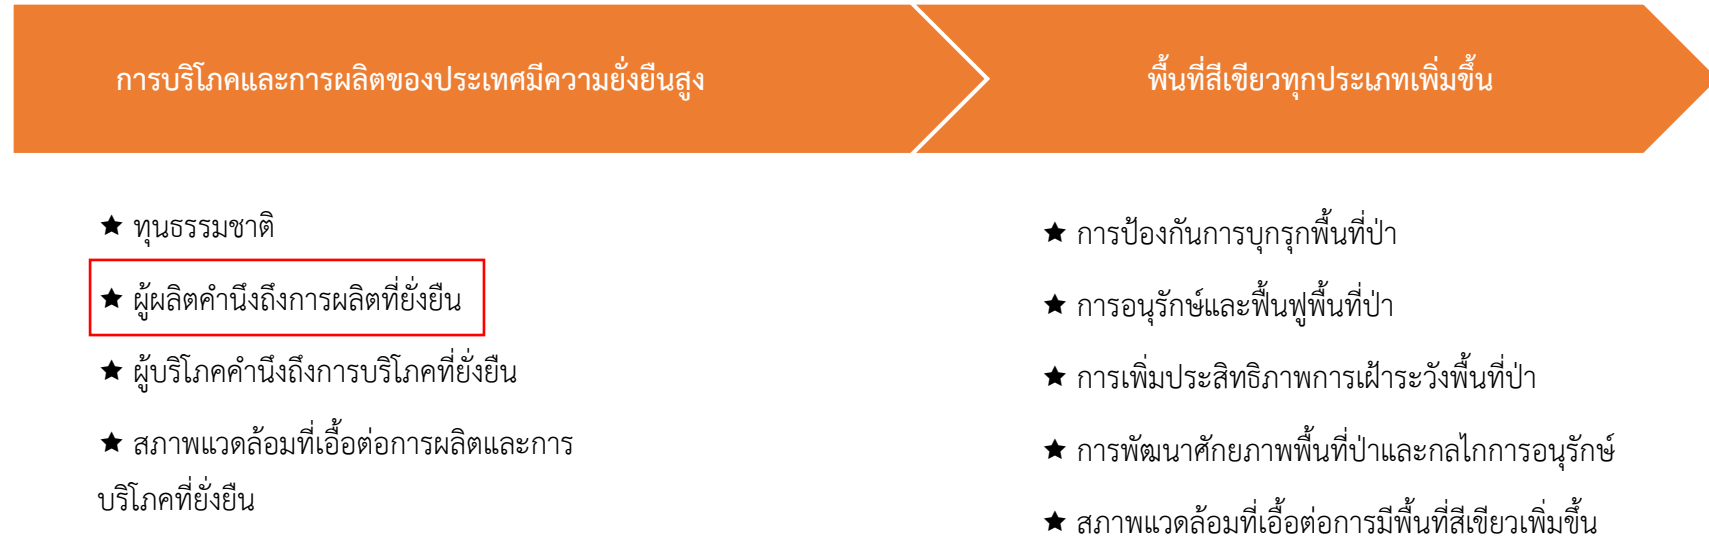 การบริโภคและการผลิตของประเทศมีความยั่งยืนสูง
พื้นที่สีเขียวทุกประเภทเพิ่มขึ้น
★ ทุนธรรมชาติ
★ ผู้ผลิตคำนึงถึงการผลิตที่ยั่งยืน
★ ผู้บริโภคคำนึงถึงการบริโภคที่ยั่งยืน
★ สภาพแวดล้อมที่เอื้อต่อการผลิตและการ
บริโภคที่ยั่งยืน
★ การป้องกันการบุกรุกพื้นที่ป่า
★ การอนุรักษ์และฟื้นฟูพื้นที่ป่า
★ การเพิ่มประสิทธิภาพการเฝ้าระวังพื้นที่ป่า
★ การพัฒนาศักยภาพพื้นที่ป่าและกลไกการอนุรักษ์
★ สภาพแวดล้อมที่เอื้อต่อการมีพื้นที่สีเขียวเพิ่มขึ้น